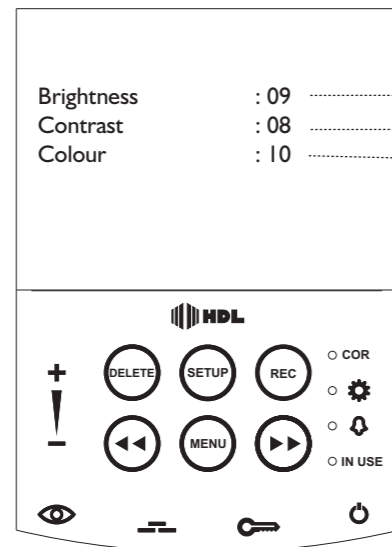 Brightness : 09
Contrast : 08
Colour : 10
HDL
DELETE SETUP REC
COR
MENU
IN USE